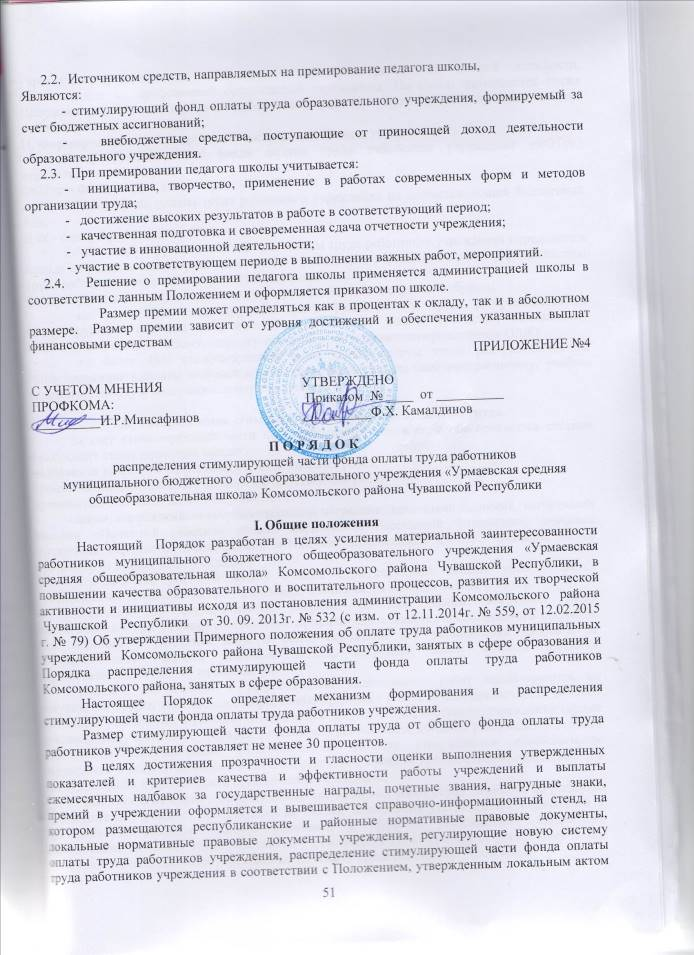 2.2. Источником средств, направляемых на премирование педагога школы,
Являются:
- стимулирующий фонд оплаты труда образовательного учреждения, формируемый за
счет бюджетных ассигнований;
- внебюджетные средства, поступающие от приносящей доход деятельности
образовательного учреждения.
2.3. При премировании педагога школы учитывается:
- инициатива, творчество, применение в работах современных форм и методов
организации труда;
- достижение высоких результатов в работе в соответствующий период;
- качественная подготовка и своевременная сдача отчетности учреждения;
- участие в инновационной деятельности;
- участие в соответствующем периоде в выполнении важных работ, мероприятий.
2.4. Решение о премировании педагога школы применяется администрацией школы в
соответствии с данным Положением и оформляется приказом по школе.
Размер премии может определяться как в процентах к окладу, так и в абсолютном
размере. Размер премии зависит от уровня достижений и обеспечения указанных выплат
финансовыми средствам
ПРИЛОЖЕНИЕ №4
С УЧЕТОМ МНЕНИЯ УТВЕРЖДЕНО
ПРОФКОМА: Приказом № ____ от __________
__________И.Р.Минсафинов __________Ф.Х. Камалдинов
П О Р Я Д О К
распределения стимулирующей части фонда оплаты труда работников
муниципального бюджетного общеобразовательного учреждения «Урмаевская средняя
общеобразовательная школа» Комсомольского района Чувашской Республики
I. Общие положения
Настоящий Порядок разработан в целях усиления материальной заинтересованности
работников муниципального бюджетного общеобразовательного учреждения «Урмаевская
средняя общеобразовательная школа» Комсомольского района Чувашской Республики, в
повышении качества образовательного и воспитательного процессов, развития их творческой
активности и инициативы исходя из постановления администрации Комсомольского района
Чувашской Республики от 30. 09. 2013г. № 532 (с изм. от 12.11.2014г. № 559, от 12.02.2015
г. № 79) Об утверждении Примерного положения об оплате труда работников муниципальных
учреждений Комсомольского района Чувашской Республики, занятых в сфере образования и
Порядка распределения стимулирующей части фонда оплаты труда работников
Комсомольского района, занятых в сфере образования.
Настоящее Порядок определяет механизм формирования и распределения
стимулирующей части фонда оплаты труда работников учреждения.
Размер стимулирующей части фонда оплаты труда от общего фонда оплаты труда
работников учреждения составляет не менее 30 процентов.
В целях достижения прозрачности и гласности оценки выполнения утвержденных
показателей и критериев качества и эффективности работы учреждений и выплаты
ежемесячных надбавок за государственные награды, почетные звания, нагрудные знаки,
премий в учреждении оформляется и вывешивается справочно-информационный стенд, на
котором размещаются республиканские и районные нормативные правовые документы,
локальные нормативные правовые документы учреждения, регулирующие новую систему
оплаты труда работников учреждения, распределение стимулирующей части фонда оплаты
труда работников учреждения в соответствии с Положением, утвержденным локальным актом
51